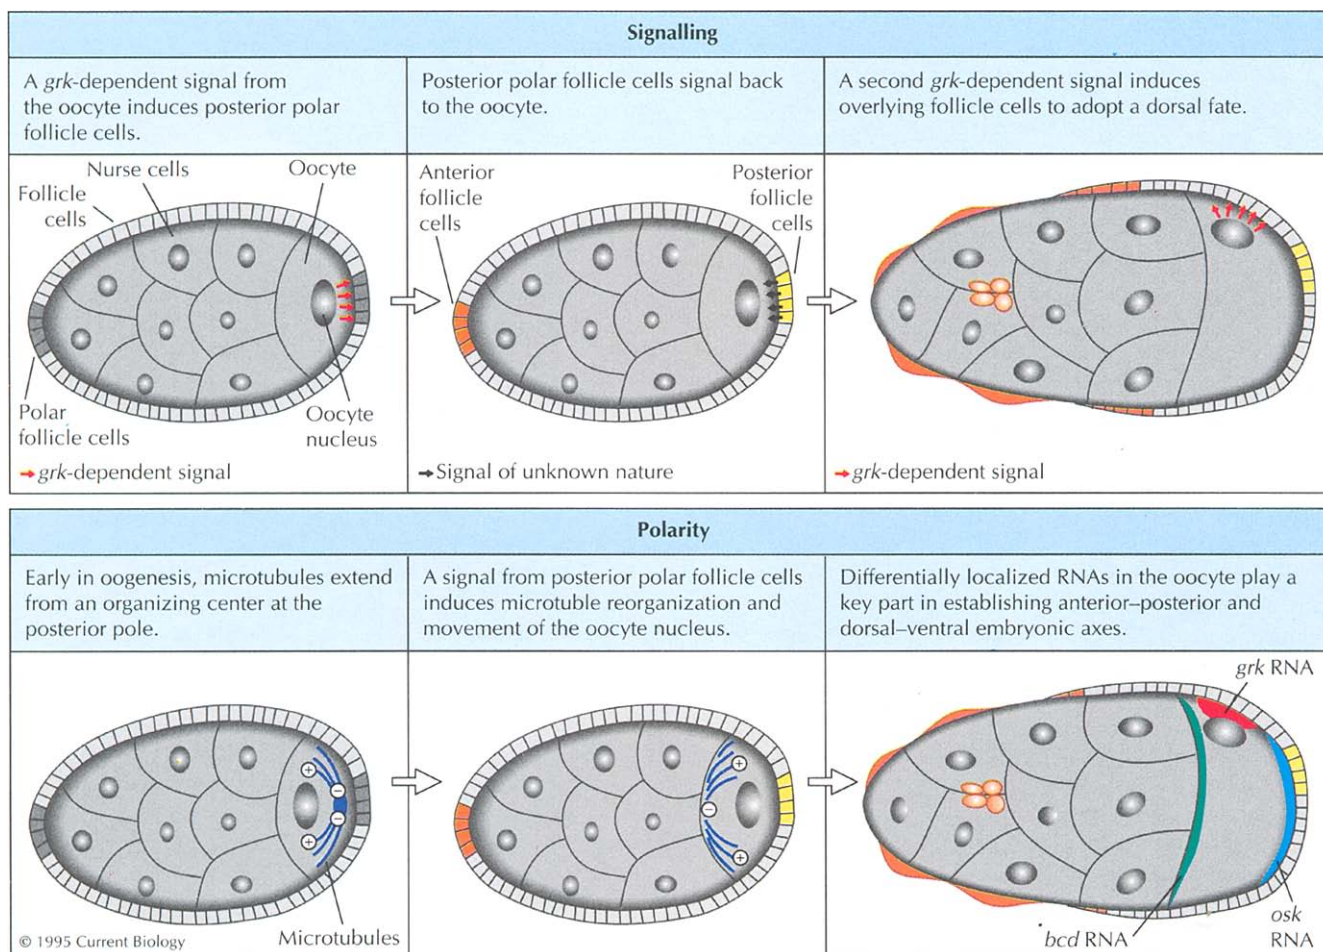 Signalling
A grk-dependent signal from
the oocyte induces posterior polar
follicle cells.
Posterior polar follicle cells signal back
to the oocyte.
A second grk-dependent signal induces
overlying follicle cells to adopt a dorsal fate.
Nurse cells
Oocyte
Follicle
cells
Polar
follicle cells
Oocyte
nucleus
grk-dependent signal
Anterior
follicle
cells
Posterior
follicle
cells
Signal of unknown nature
grk-dependent signal
Polarity
Early in oogenesis, microtubules extend
from an organizing center at the
posterior pole.
A signal from posterior polar follicle cells
induces microtuble reorganization and
movement of the oocyte nucleus.
Differentially localized RNAs in the oocyte play a
key part in establishing anterior–posterior and
dorsal–ventral embryonic axes.
+
−
−
+
Microtubules
© 1995 Current Biology
+
−
+
grk RNA
bcd RNA
osk
RNA